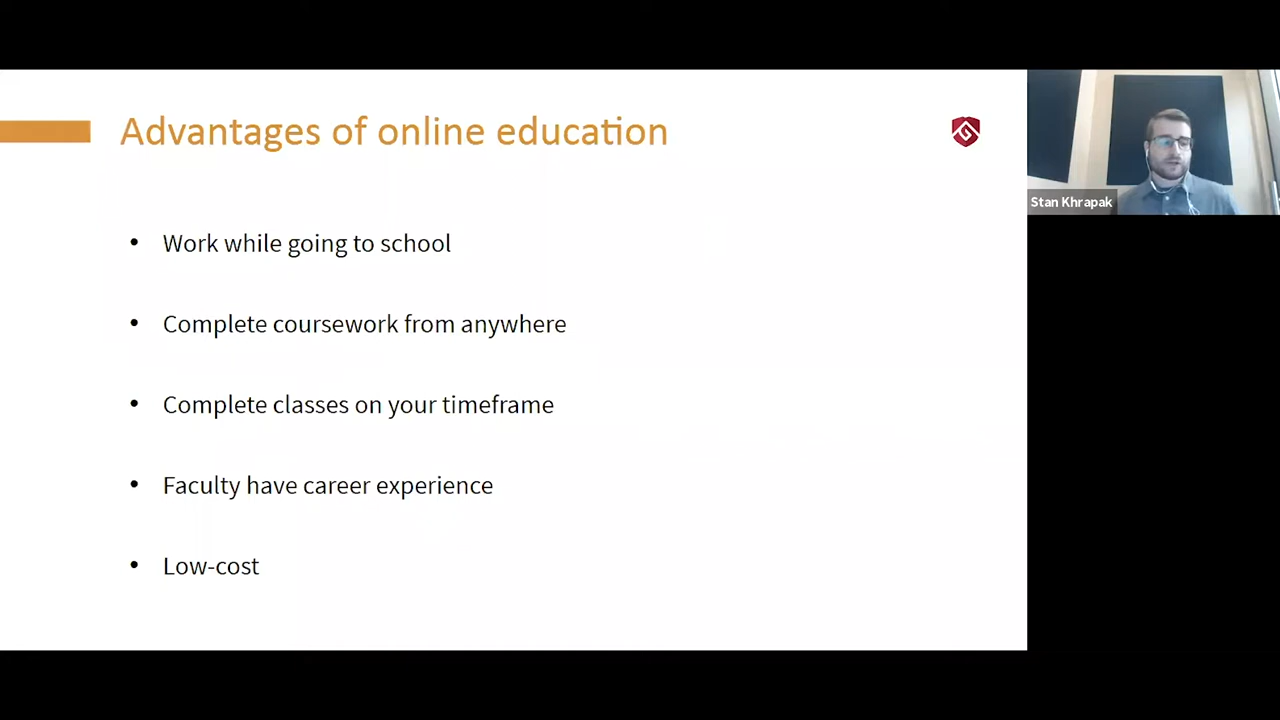 Advantages of online education
Stan Khrapak
• Work while going to school
• Complete coursework from anywhere
• Complete classes on your timeframe
• Faculty have career experience
• Low-cost